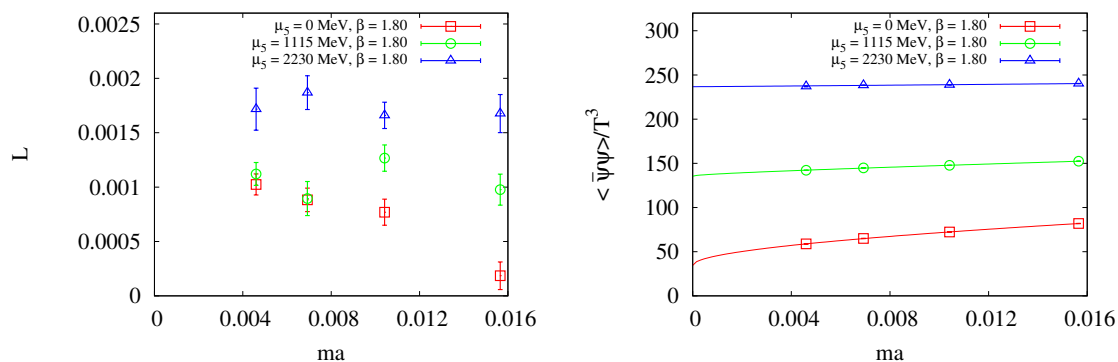 0.0025
0.002
0.0015
0.001
0.0005
0
L
μ5 = 0 MeV, β = 1.80
μ5 = 1115 MeV, β = 1.80
μ5 = 2230 MeV, β = 1.80
0 0.004 0.008 0.012 0.016
ma
300
250
200
150
100
50
0
< ψ̄ψ>/T³
μ5 = 0 MeV, β = 1.80
μ5 = 1115 MeV, β = 1.80
μ5 = 2230 MeV, β = 1.80
0 0.004 0.008 0.012 0.016
ma